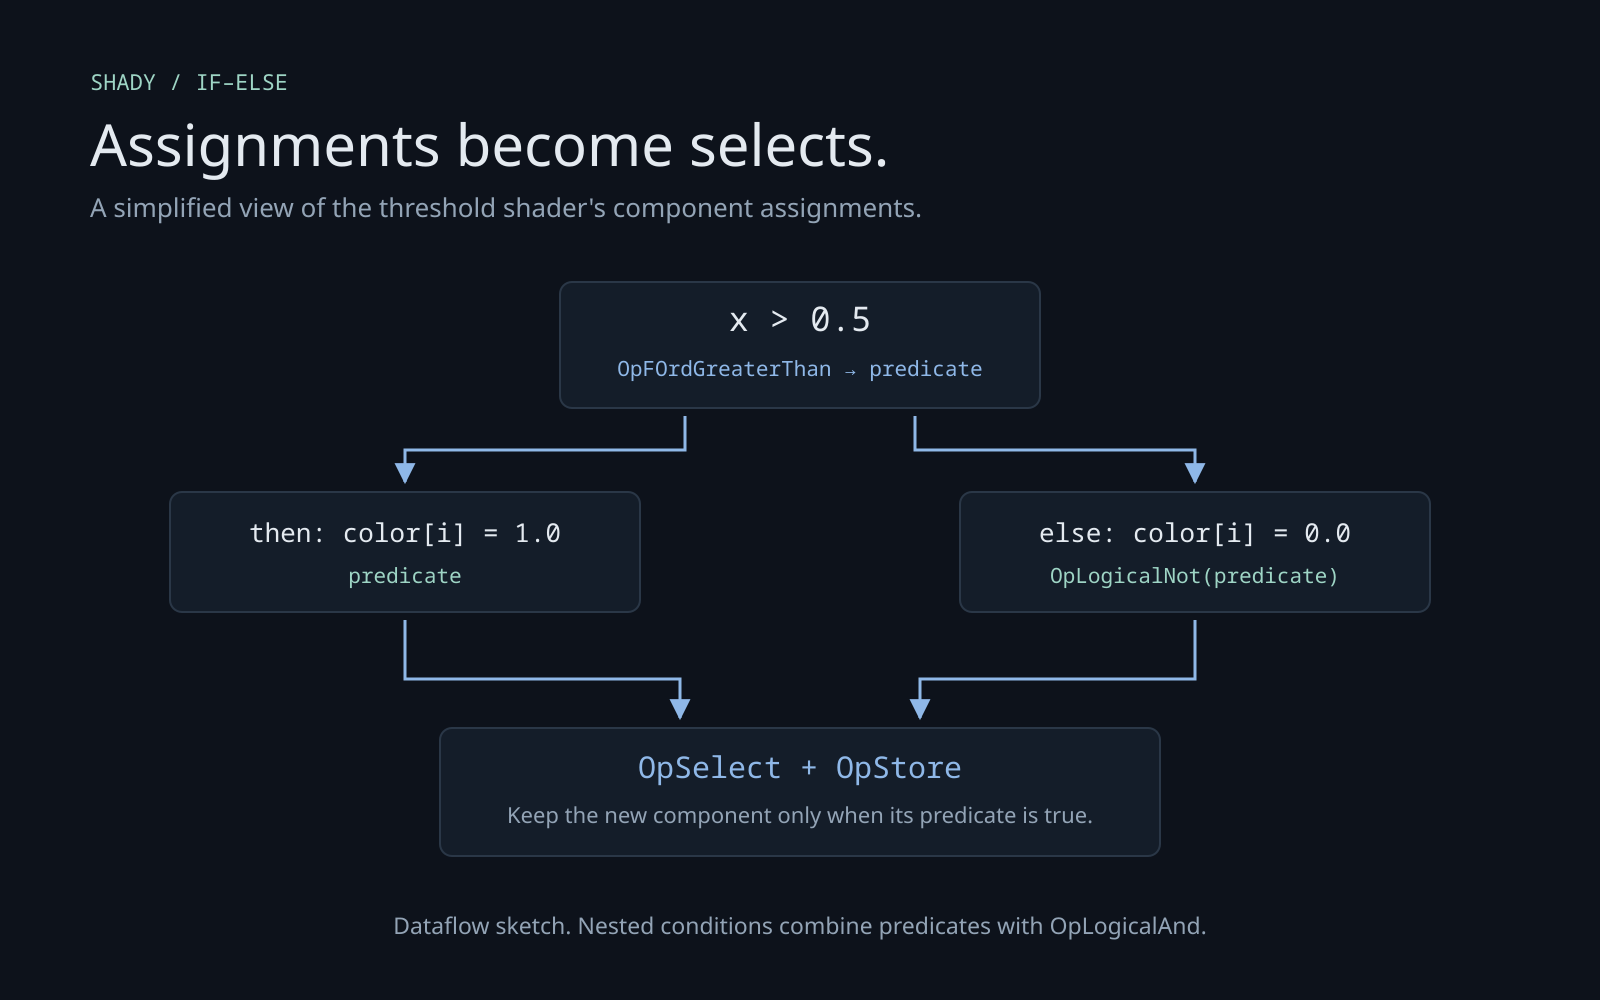 SHADY / IF–ELSE
Assignments become selects.
A simplified view of the threshold shader's component assignments.
x > 0.5
OpFOrdGreaterThan → predicate
then: color[i] = 1.0
predicate
else: color[i] = 0.0
OpLogicalNot(predicate)
OpSelect + OpStore
Keep the new component only when its predicate is true.
Dataflow sketch. Nested conditions combine predicates with OpLogicalAnd.